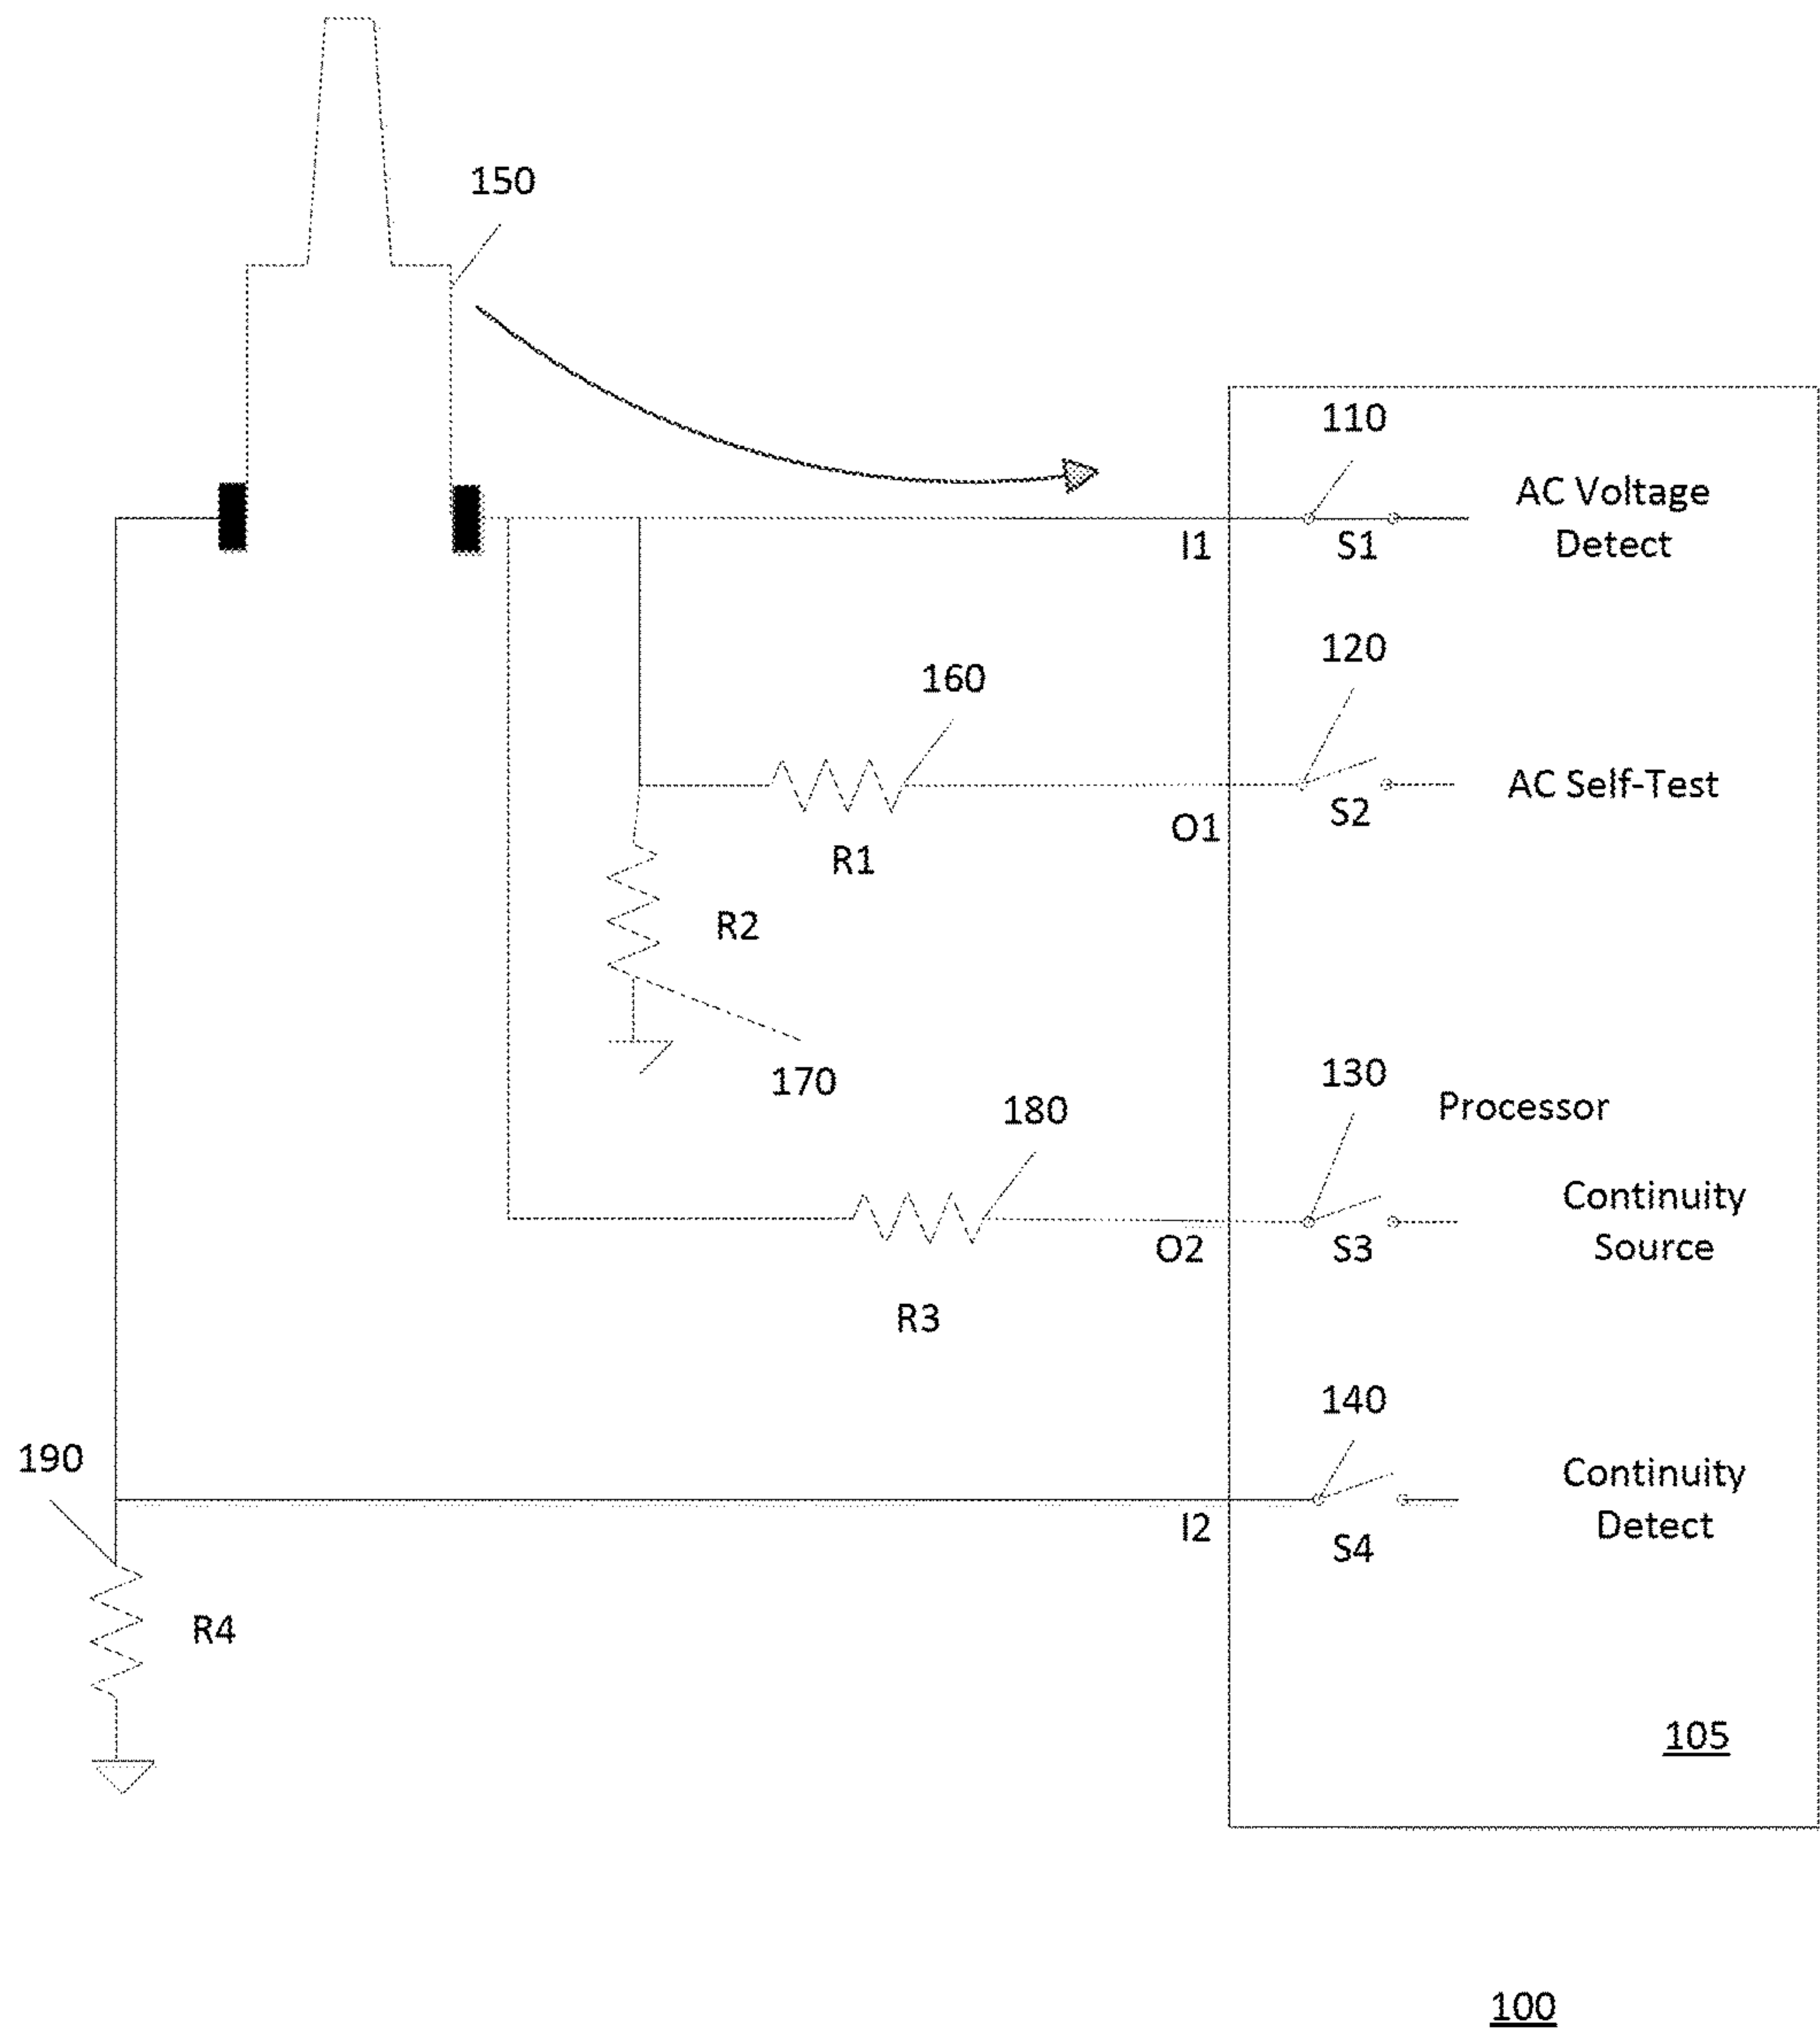 150
110
AC Voltage
Detect
I1
S1
120
160
AC Self-Test
S2
O1
R1
R2
170
130
Processor
180
Continuity
Source
O2
S3
R3
140
190
Continuity
Detect
I2
S4
R4
105
100